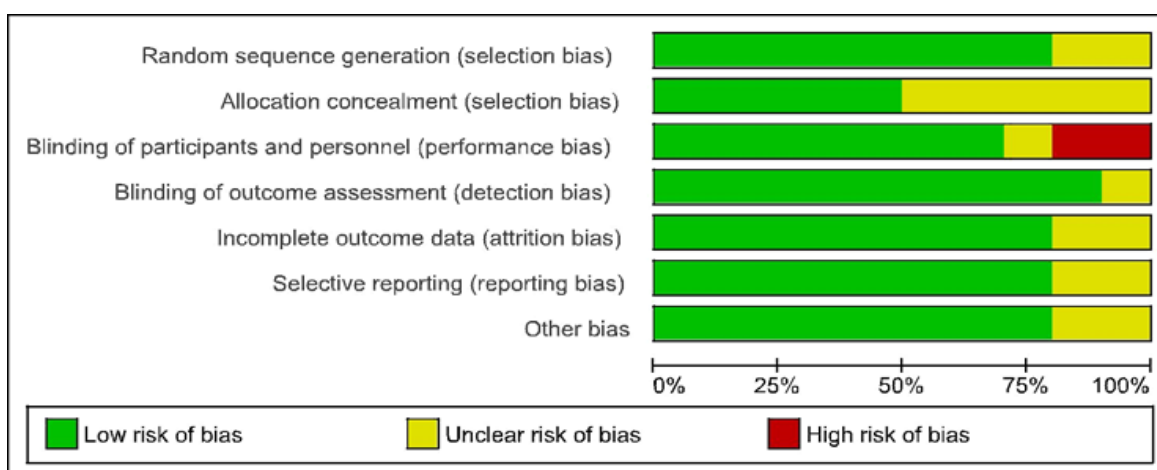 Random sequence generation (selection bias)
Allocation concealment (selection bias)
Blinding of participants and personnel (performance bias)
Blinding of outcome assessment (detection bias)
Incomplete outcome data (attrition bias)
Selective reporting (reporting bias)
Other bias
0% 25% 50% 75% 100%
Low risk of bias Unclear risk of bias High risk of bias